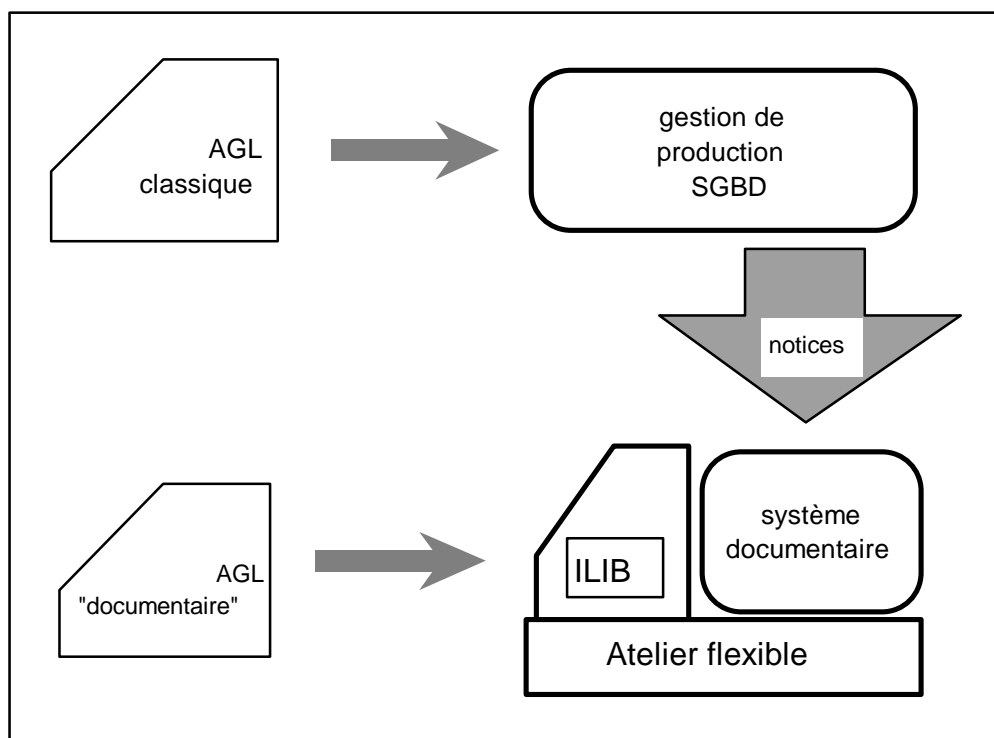 AGL
classique
gestion de
production
SGBD
notices
AGL
"documentaire"
ILIB
système
documentaire
Atelier flexible